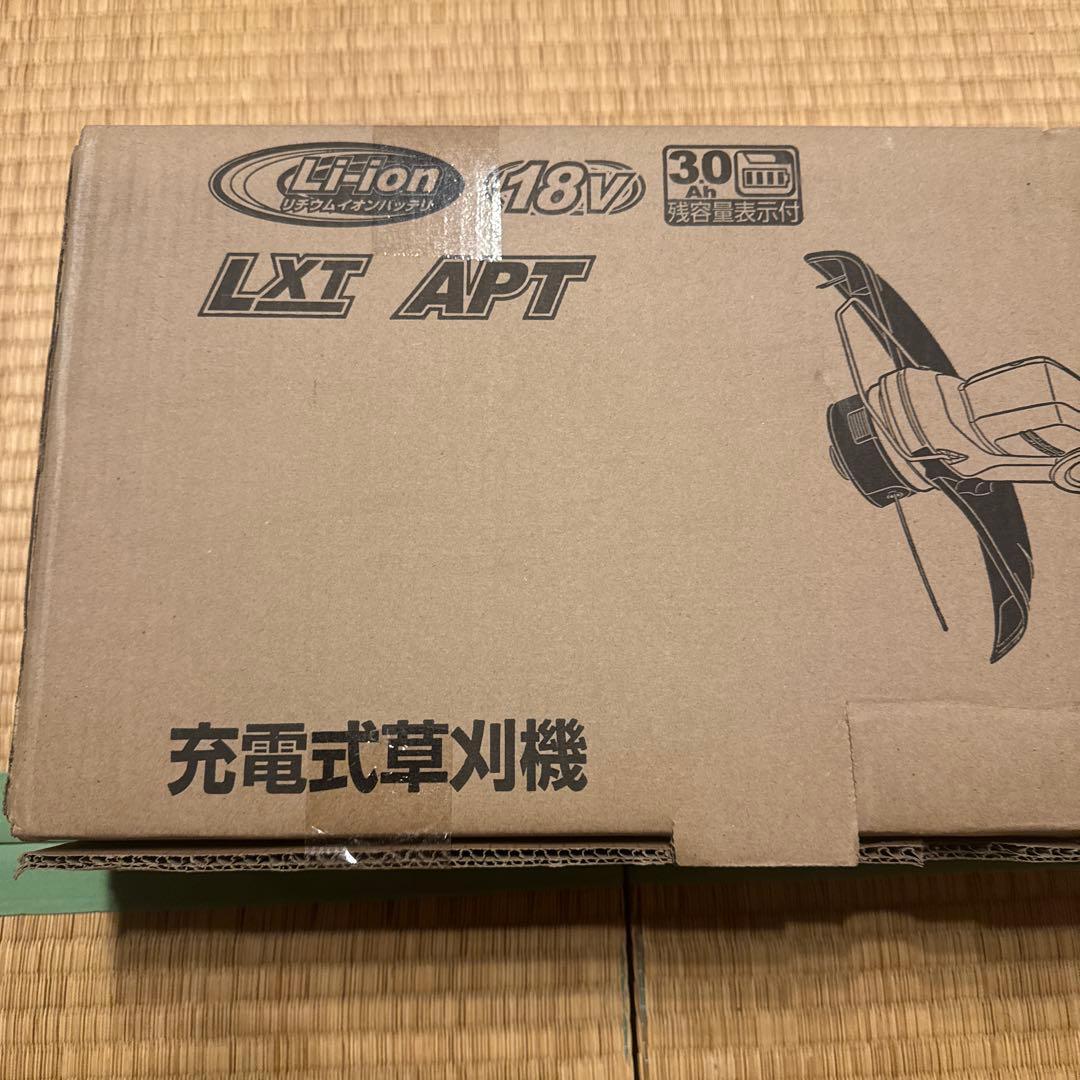 Li-ion 18V 3.0
Ah
リチウムイオンバッテリ 残容量表示付
LXT APT
充電式草刈機